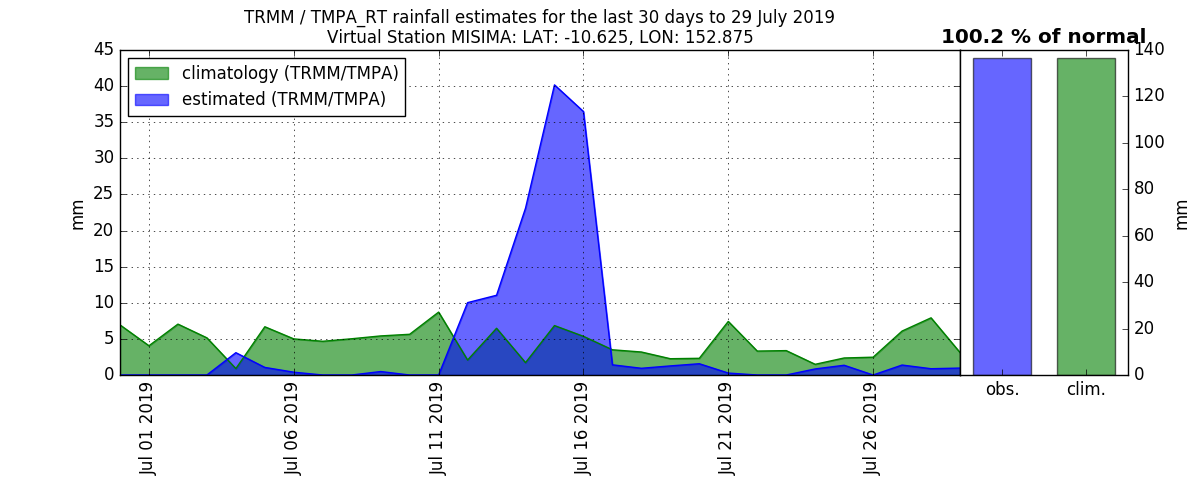 TRMM / TMPA_RT rainfall estimates for the last 30 days to 29 July 2019
Virtual Station MISIMA: LAT: -10.625, LON: 152.875
100.2 % of normal
climatology (TRMM/TMPA)
estimated (TRMM/TMPA)
mm
45
40
35
30
25
20
15
10
5
0
Jul 01 2019
Jul 06 2019
Jul 11 2019
Jul 16 2019
Jul 21 2019
Jul 26 2019
140
120
100
80
60
40
20
0
mm
obs.
clim.